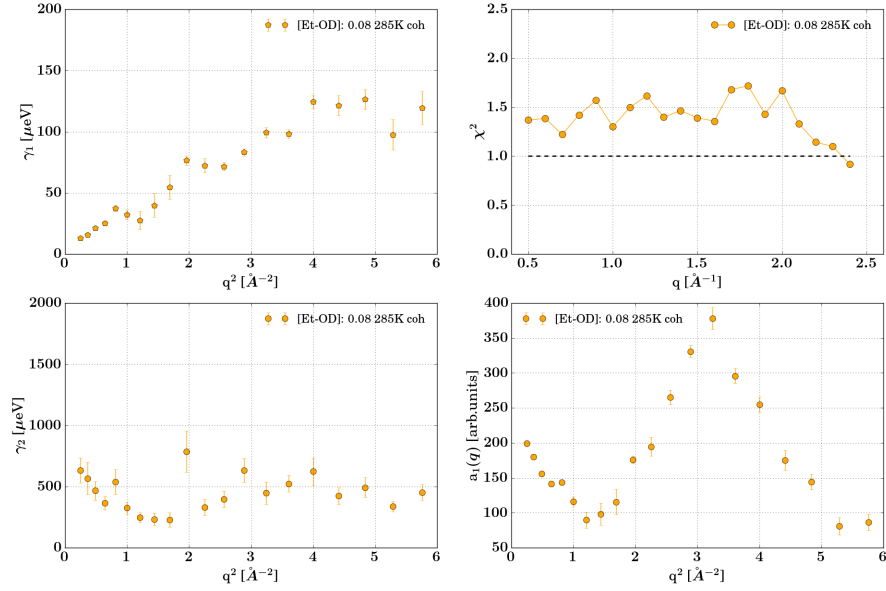 200
150
100
50
0
γ₁ [μeV]
[Et-OD]: 0.08 285K coh
0 1 2 3 4 5 6
q² [Å⁻²]
2.5
2.0
1.5
1.0
0.5
0.0
χ²
[Et-OD]: 0.08 285K coh
0.5 1.0 1.5 2.0 2.5
q [Å⁻¹]
2000
1500
1000
500
0
γ₂ [μeV]
[Et-OD]: 0.08 285K coh
0 1 2 3 4 5 6
q² [Å⁻²]
400
350
300
250
200
150
100
50
a₁(q) [arb.units]
[Et-OD]: 0.08 285K coh
0 1 2 3 4 5 6
q² [Å⁻²]